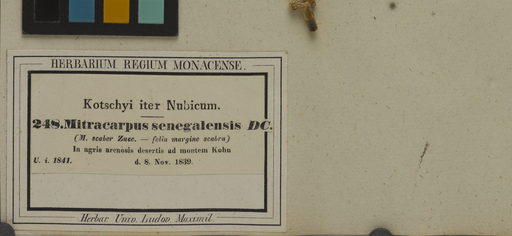 HERBARIUM REGIUM MONACENSE.
Kotschyi iter Nubicum.
248. Mitracarpus senegalensis DC.
(M. scaber Zucc. — folia margine scabra)
In agris arenosis desertis ad montem Kohn
U. i. 1841. d. 8. Nov. 1839.
Herbar. Univ. Ludov. Maximil.